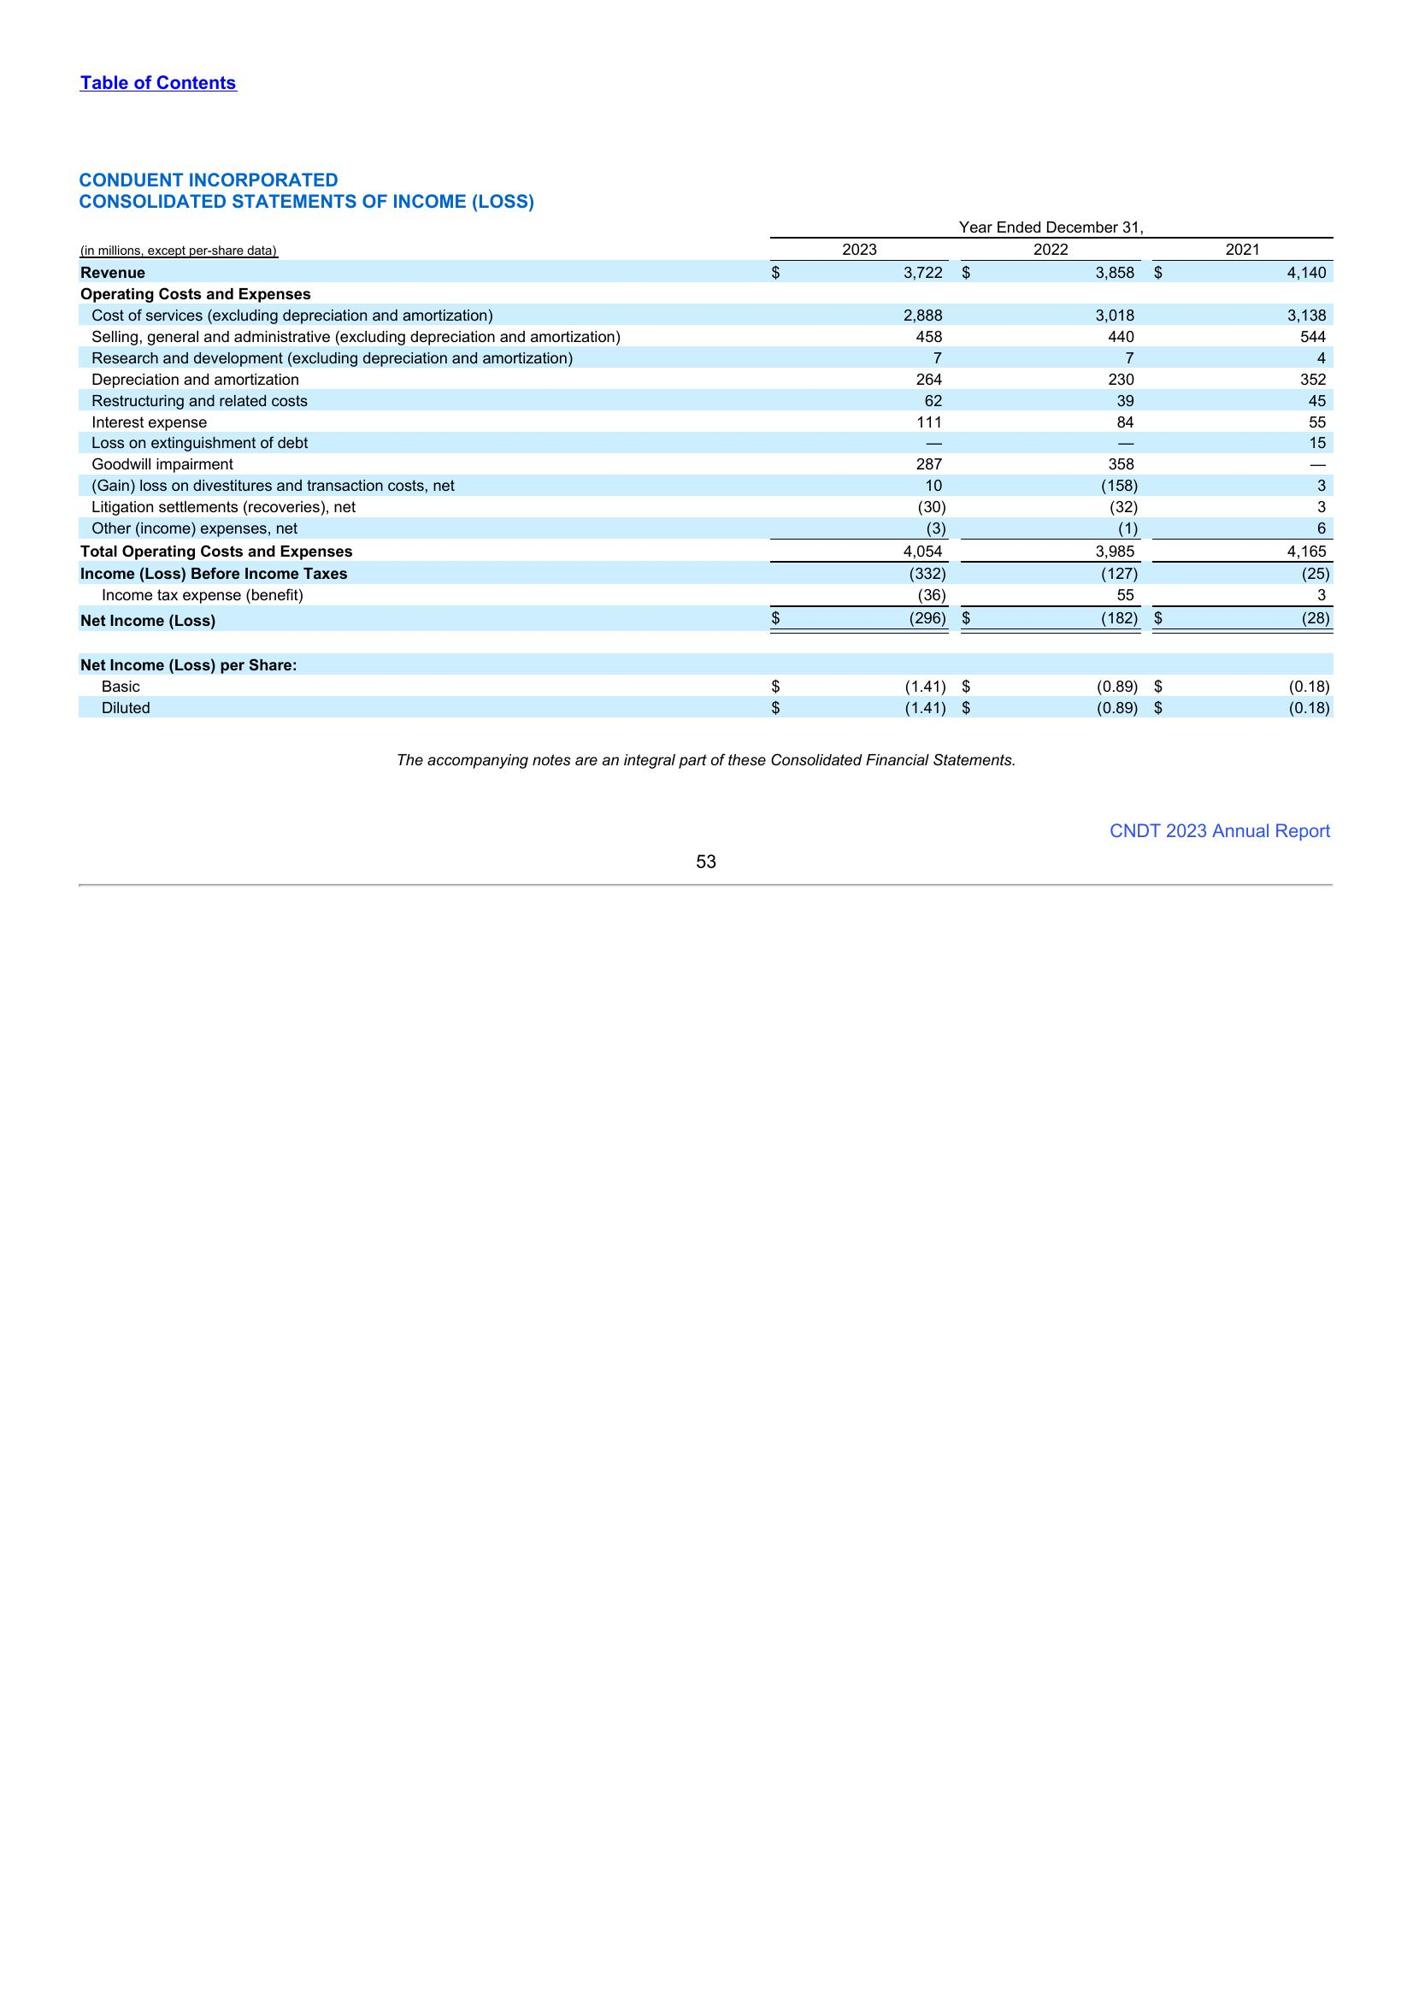 Table of Contents
CONDUENT INCORPORATED
CONSOLIDATED STATEMENTS OF INCOME (LOSS)
Year Ended December 31,
(in millions, except per-share data) 2023 2022 2021
Revenue $ 3,722 $ 3,858 $ 4,140
Operating Costs and Expenses
Cost of services (excluding depreciation and amortization) 2,888 3,018 3,138
Selling, general and administrative (excluding depreciation and amortization) 458 440 544
Research and development (excluding depreciation and amortization) 7 7 4
Depreciation and amortization 264 230 352
Restructuring and related costs 62 39 45
Interest expense 111 84 55
Loss on extinguishment of debt — — 15
Goodwill impairment 287 358 —
(Gain) loss on divestitures and transaction costs, net 10 (158) 3
Litigation settlements (recoveries), net (30) (32) 3
Other (income) expenses, net (3) (1) 6
Total Operating Costs and Expenses 4,054 3,985 4,165
Income (Loss) Before Income Taxes (332) (127) (25)
Income tax expense (benefit) (36) 55 3
Net Income (Loss) $ (296) $ (182) $ (28)
Net Income (Loss) per Share:
Basic $ (1.41) $ (0.89) $ (0.18)
Diluted $ (1.41) $ (0.89) $ (0.18)
The accompanying notes are an integral part of these Consolidated Financial Statements.
CNDT 2023 Annual Report
53